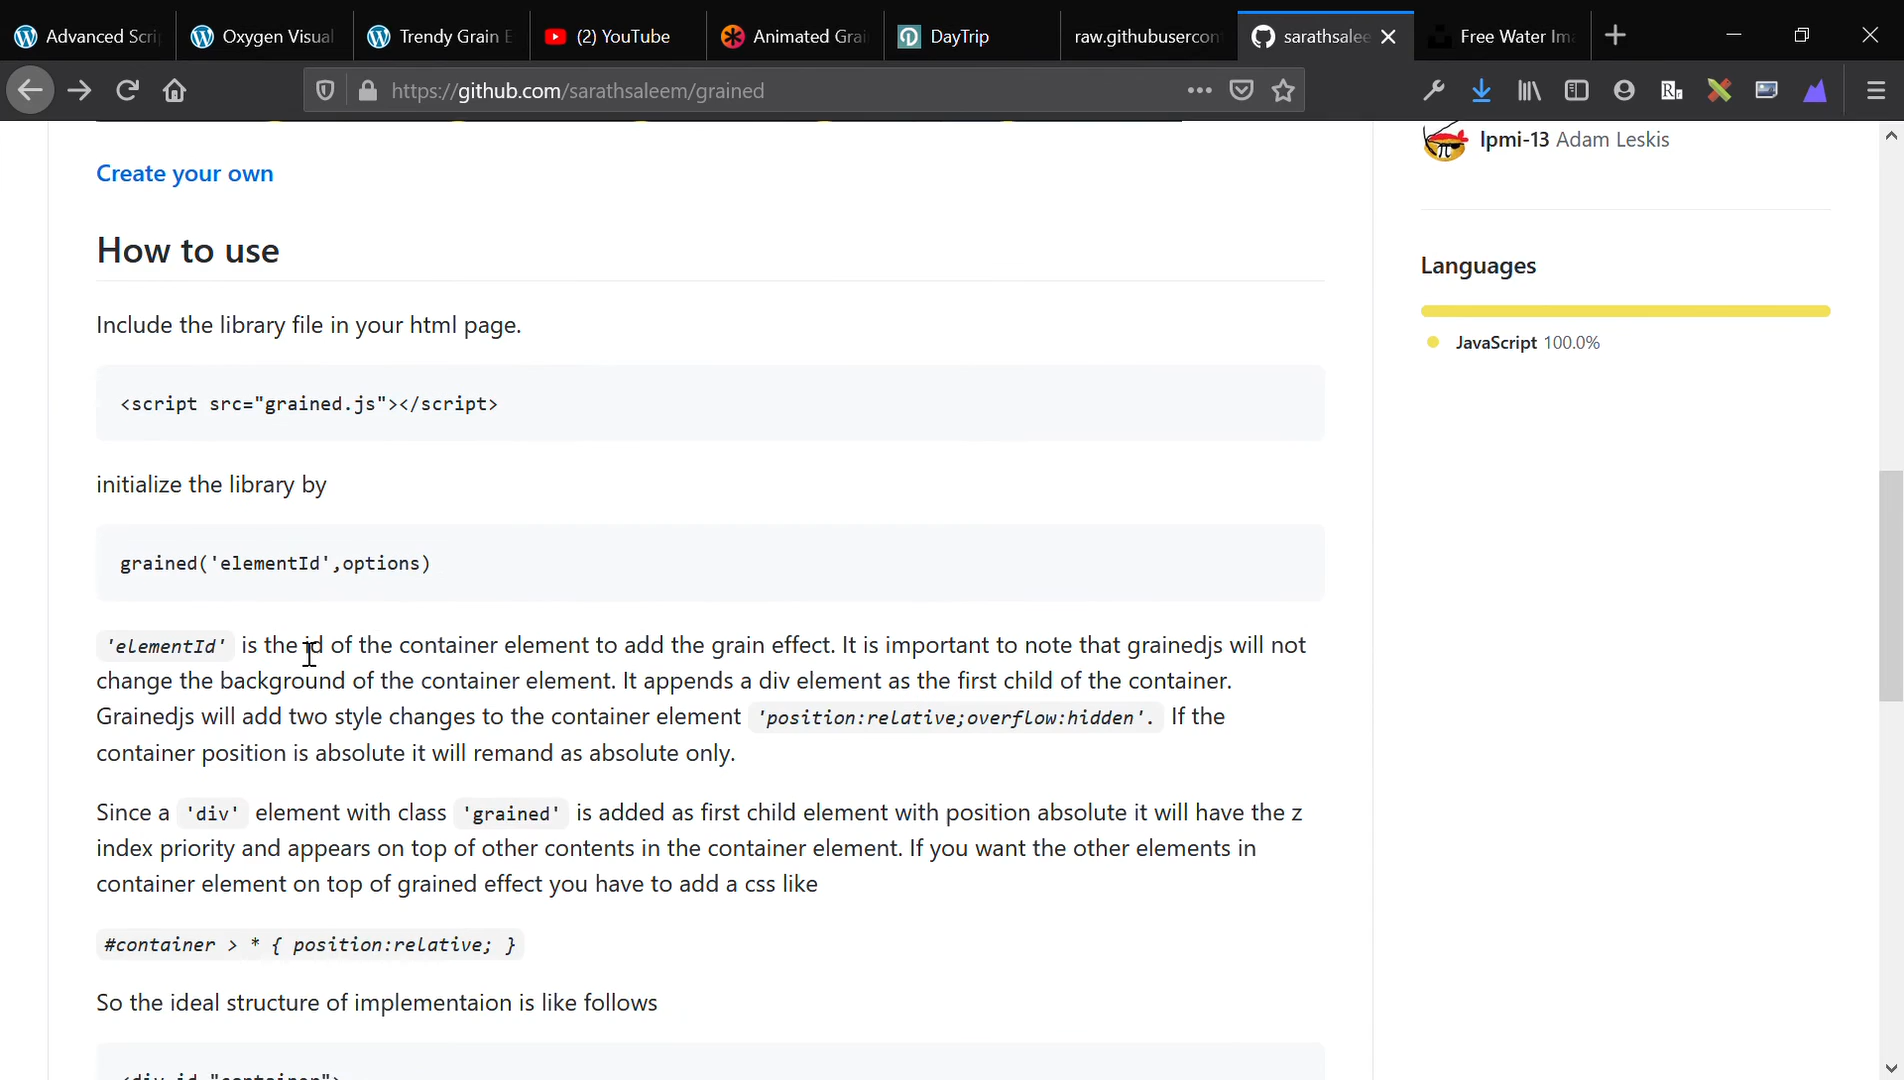 Advanced Scri
Oxygen Visual
Trendy Grain E
(2) YouTube
Animated Grai
DayTrip
raw.githubusercon
sarathsalee
Free Water Im
https://github.com/sarathsaleem/grained
lpmi-13 Adam Leskis
Create your own
How to use
Languages
JavaScript 100.0%
Include the library file in your html page.
<script src="grained.js"></script>
initialize the library by
grained('elementId',options)
'elementId' is the id of the container element to add the grain effect. It is important to note that grainedjs will not
change the background of the container element. It appends a div element as the first child of the container.
Grainedjs will add two style changes to the container element 'position:relative;overflow:hidden'. If the
container position is absolute it will remand as absolute only.
Since a 'div' element with class 'grained' is added as first child element with position absolute it will have the z
index priority and appears on top of other contents in the container element. If you want the other elements in
container element on top of grained effect you have to add a css like
#container > * { position:relative; }
So the ideal structure of implementaion is like follows
<div id="container">